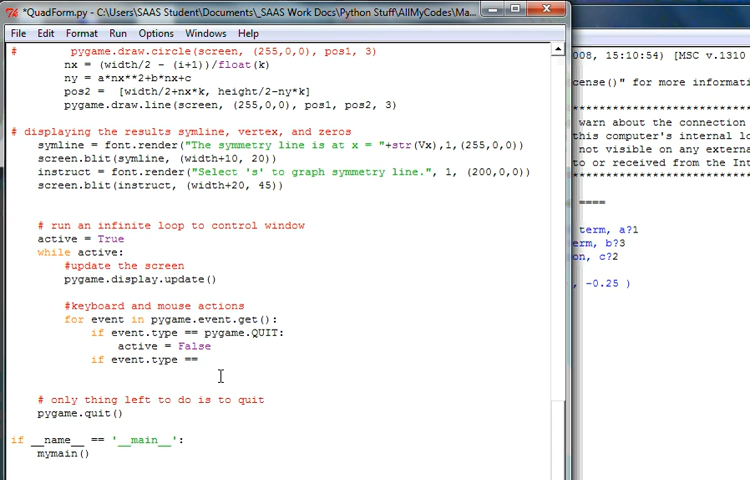 *QuadForm.py - C:\Users\SAAS Student\Documents\_SAAS Work Docs\Python Stuff\AllMyCodes\Ma...
File Edit Format Run Options Windows Help
# pygame.draw.circle(screen, (255,0,0), pos1, 3)
nx = (width/2 - (i+1))/float(k)
ny = a*nx**2+b*nx+c
pos2 = [width/2+nx*k, height/2-ny*k]
pygame.draw.line(screen, (255,0,0), pos1, pos2, 3)
# displaying the results symline, vertex, and zeros
symline = font.render("The symmetry line is at x = "+str(Vx),1,(255,0,0))
screen.blit(symline, (width+10, 20))
instruct = font.render("Select 's' to graph symmetry line.", 1, (200,0,0))
screen.blit(instruct, (width+20, 45))
# run an infinite loop to control window
active = True
while active:
#update the screen
pygame.display.update()
#keyboard and mouse actions
for event in pygame.event.get():
if event.type == pygame.QUIT:
active = False
if event.type ==
# only thing left to do is to quit
pygame.quit()
if __name__ == '__main__':
mymain()
008, 15:10:54) [MSC v.1310
cense()" for more informati
***********************
warn about the connection
this computer's internal lo
not visible on any external
to or received from the Int
***********************
====
term, a?1
erm, b?3
on, c?2
, -0.25 )